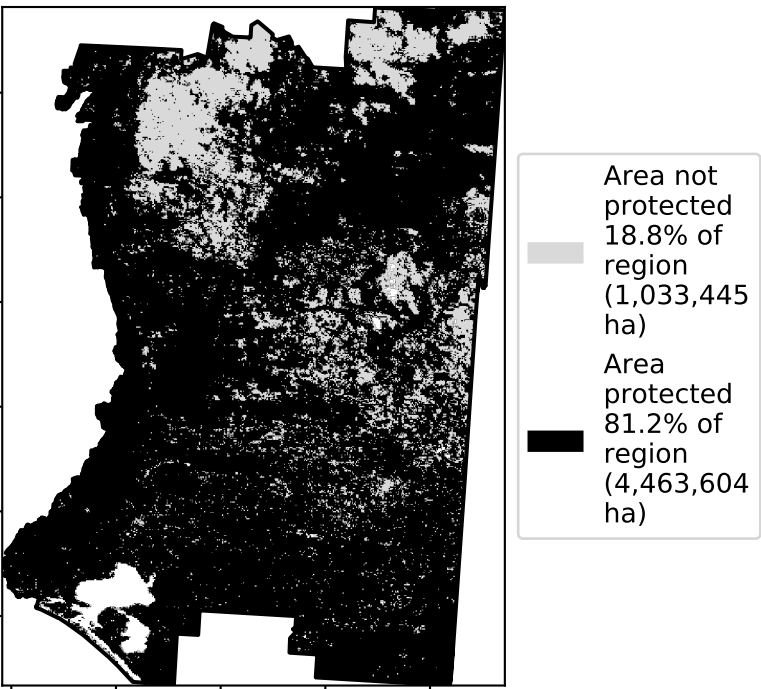 Area not
protected
18.8% of
region
(1,033,445
ha)
Area
protected
81.2% of
region
(4,463,604
ha)